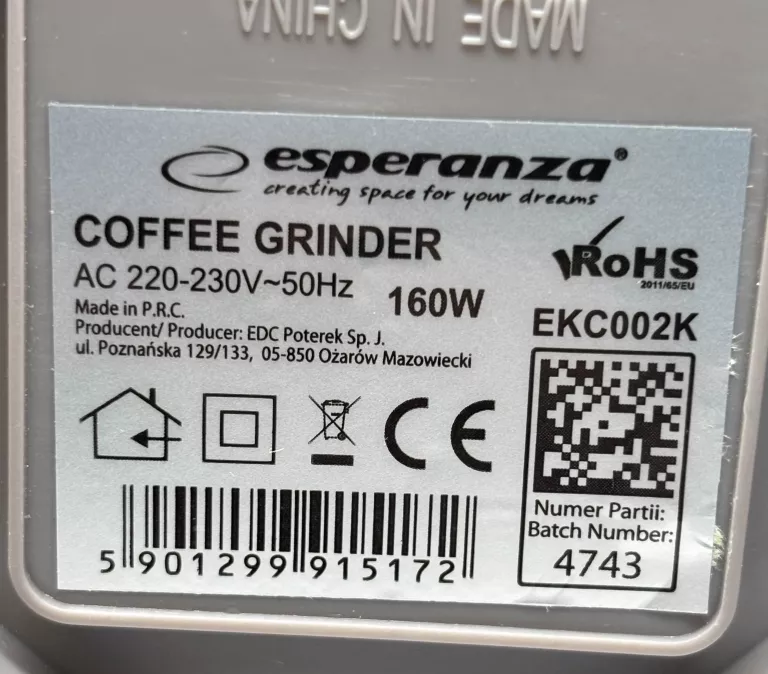 MADE IN CHINA
esperanza®
creating space for your dreams
COFFEE GRINDER
AC 220-230V~50Hz
160W
Made in P.R.C.
Producent/ Producer: EDC Poterek Sp. J.
ul. Poznańska 129/133, 05-850 Ożarów Mazowiecki
RoHS
2011/65/EU
EKC002K
CE
Numer Partii:
Batch Number:
4743
5 901299 915172